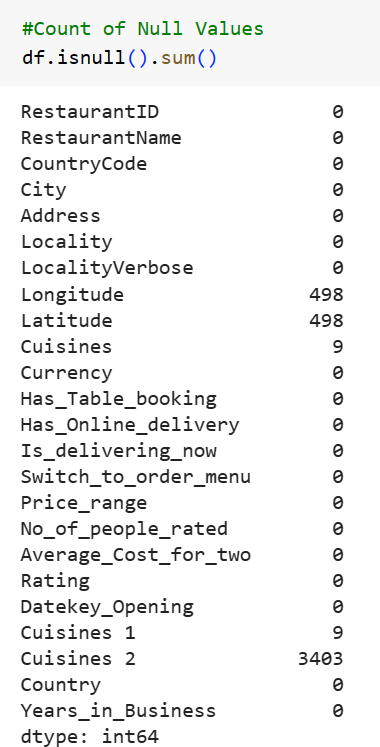 #Count of Null Values
df.isnull().sum()
RestaurantID 0
RestaurantName 0
CountryCode 0
City 0
Address 0
Locality 0
LocalityVerbose 0
Longitude 498
Latitude 498
Cuisines 9
Currency 0
Has_Table_booking 0
Has_Online_delivery 0
Is_delivering_now 0
Switch_to_order_menu 0
Price_range 0
No_of_people_rated 0
Average_Cost_for_two 0
Rating 0
Datekey_Opening 0
Cuisines 1 9
Cuisines 2 3403
Country 0
Years_in_Business 0
dtype: int64